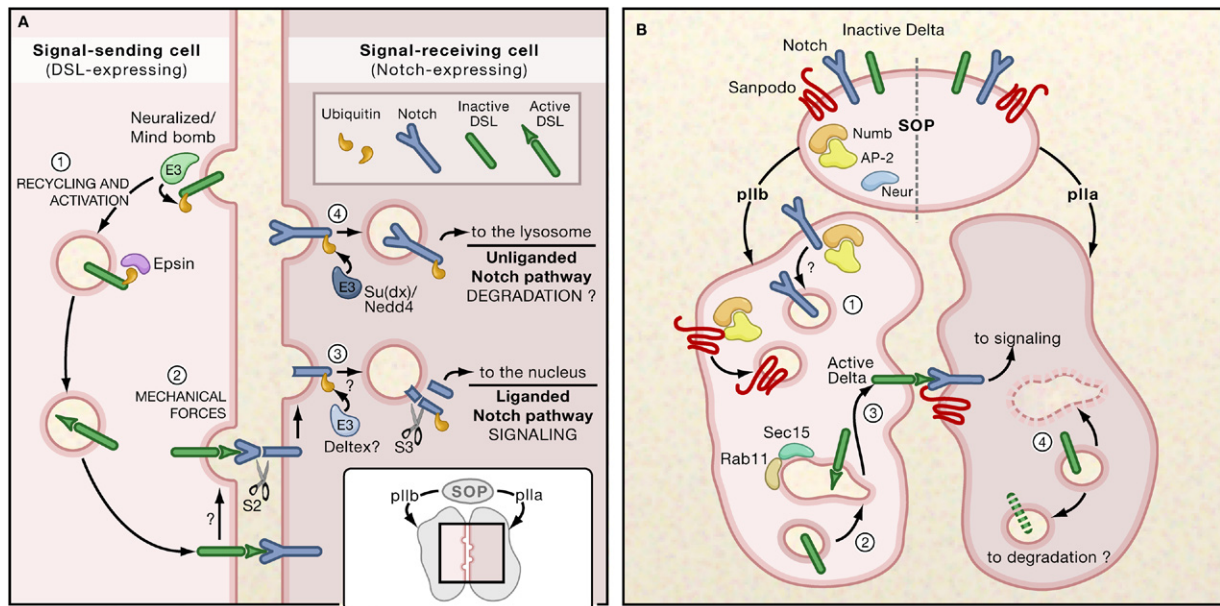 A
Signal-sending cell
(DSL-expressing)
Signal-receiving cell
(Notch-expressing)
Neuralized/
Mind bomb
E3
1
RECYCLING AND
ACTIVATION
Epsin
Ubiquitin
Notch
Inactive
DSL
Active
DSL
4
E3
Su(dx)/
Nedd4
to the lysosome
Unliganded
Notch pathway
DEGRADATION ?
2
MECHANICAL
FORCES
3
?
E3
Deltex?
S3
to the nucleus
Liganded
Notch pathway
SIGNALING
S2
?
SOP
pIIb
pIIa
B
Inactive Delta
Notch
Sanpodo
SOP
Numb
AP-2
Neur
pIIb
pIIa
?
1
to signaling
Active
Delta
3
Sec15
Rab11
4
2
to degradation ?